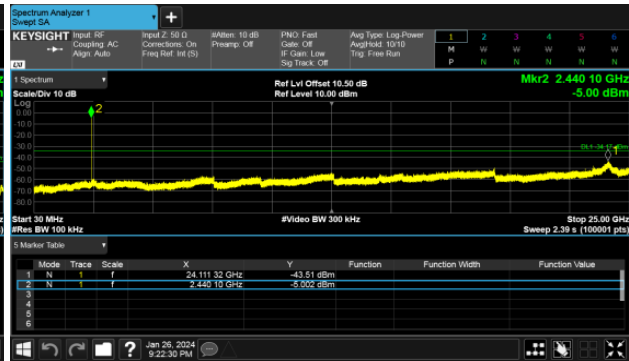 Spectrum Analyzer 1
Swept SA
KEYSIGHT Input: RF Input Z: 50 Ω #Atten: 10 dB PNO: Fast Avg Type: Log-Power 1 2 3 4 5 6
Coupling: AC Corrections: On Preamp: Off Gate: Off Avg|Hold: 10/10 M W W W W W
Align: Auto Freq Ref: Int (S) IF Gain: Low Trig: Free Run
LXI Sig Track: Off P N N N N N
1 Spectrum Ref Lvl Offset 10.50 dB Mkr2 2.440 10 GHz
Scale/Div 10 dB Ref Level 10.00 dBm -5.00 dBm
Log
0.00 2
-10.0
-20.0
-30.0 DL1 -34.17 dBm
-40.0 1
-50.0
-60.0
-70.0
-80.0
Start 30 MHz #Video BW 300 kHz Stop 25.00 GHz
#Res BW 100 kHz Sweep 2.39 s (100001 pts)
5 Marker Table
Mode Trace Scale X Y Function Function Width Function Value
1 N 1 f 24.111 32 GHz -43.51 dBm
2 N 1 f 2.440 10 GHz -5.002 dBm
3
4
5
6
? Jan 26, 2024
9:22:30 PM